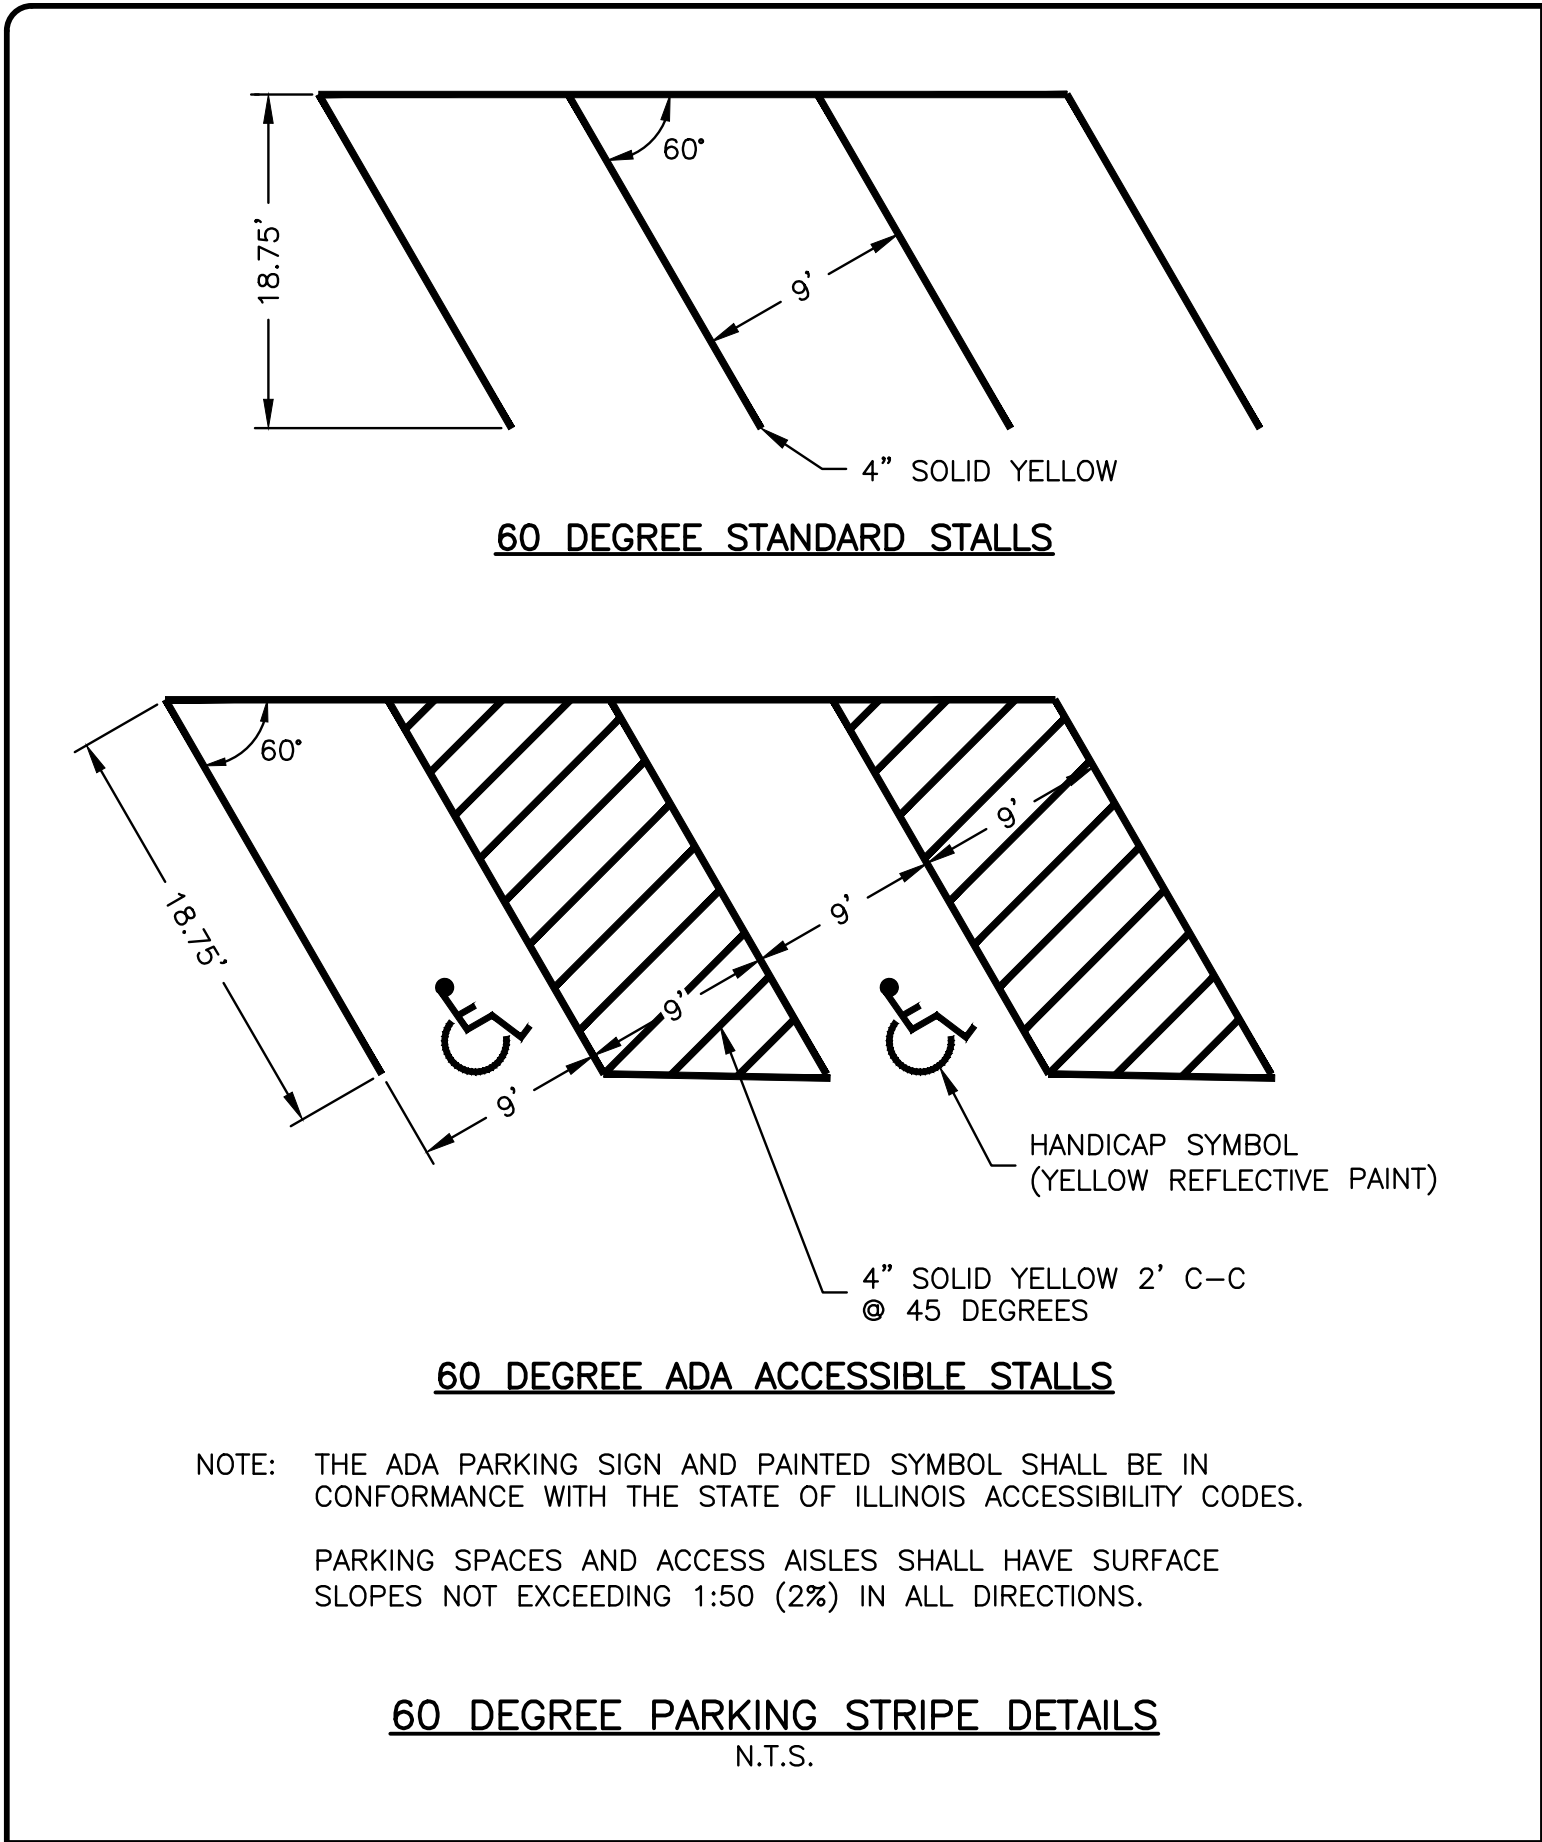 18.75'
60°
9'
4" SOLID YELLOW
60 DEGREE STANDARD STALLS
60°
18.75'
9'
9'
9'
9'
HANDICAP SYMBOL
(YELLOW REFLECTIVE PAINT)
4" SOLID YELLOW 2' C-C
@ 45 DEGREES
60 DEGREE ADA ACCESSIBLE STALLS
NOTE: THE ADA PARKING SIGN AND PAINTED SYMBOL SHALL BE IN
CONFORMANCE WITH THE STATE OF ILLINOIS ACCESSIBILITY CODES.
PARKING SPACES AND ACCESS AISLES SHALL HAVE SURFACE
SLOPES NOT EXCEEDING 1:50 (2%) IN ALL DIRECTIONS.
60 DEGREE PARKING STRIPE DETAILS
N.T.S.